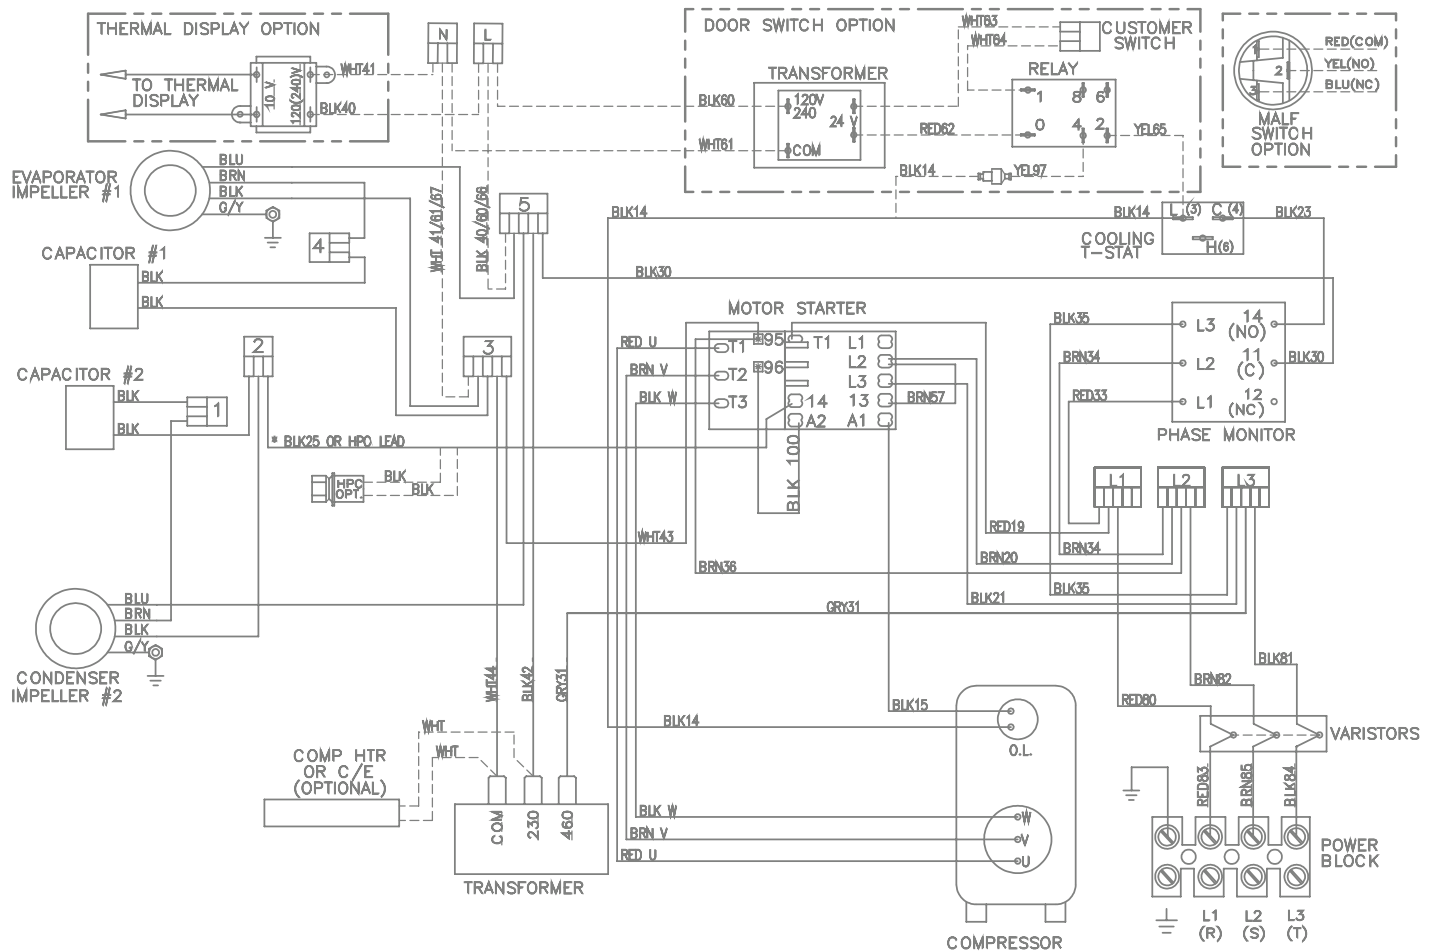 THERMAL DISPLAY OPTION
TO THERMAL
DISPLAY
10 V
120(240)V
WHT41
BLK40
N
L
DOOR SWITCH OPTION
WHT63
WHT64
CUSTOMER
SWITCH
TRANSFORMER
BLK60
WHT61
120V
240
24 V
COM
RED62
RELAY
1
8
6
0
4
2
YEL65
BLK14
YEL97
RED(COM)
YEL(NO)
BLU(NC)
1
2
3
MALF
SWITCH
OPTION
EVAPORATOR
IMPELLER #1
BLU
BRN
BLK
G/Y
4
CAPACITOR #1
BLK
BLK
WHT 41/61/67
BLK 40/60/66
5
BLK14
BLK14
L (3)
C (4)
H(6)
BLK23
COOLING
T-STAT
BLK30
CAPACITOR #2
BLK
BLK
1
2
3
* BLK25 OR HPC LEAD
HPC
OPT.
BLK
BLK
MOTOR STARTER
RED U
BRN V
BLK W
T1
T2
T3
95
96
T1
14
A2
L1
L2
L3
13
A1
BRN57
BLK 100
BLK35
BRN34
RED33
L3
L2
L1
14
(NO)
11
(C)
12
(NC)
BLK30
PHASE MONITOR
L1
L2
L3
WHT43
RED19
BRN36
BRN20
BRN34
BLK35
BLK21
GRY31
CONDENSER
IMPELLER #2
BLU
BRN
BLK
G/Y
WHT44
BLK42
GRY31
BLK14
BLK15
O.L.
BLK81
BRN82
RED80
VARISTORS
WHT
WHT
COMP HTR
OR C/E
(OPTIONAL)
COM
230
460
TRANSFORMER
BLK W
BRN V
RED U
W
V
U
COMPRESSOR
RED83
BRN85
BLK84
POWER
BLOCK
L1
(R)
L2
(S)
L3
(T)